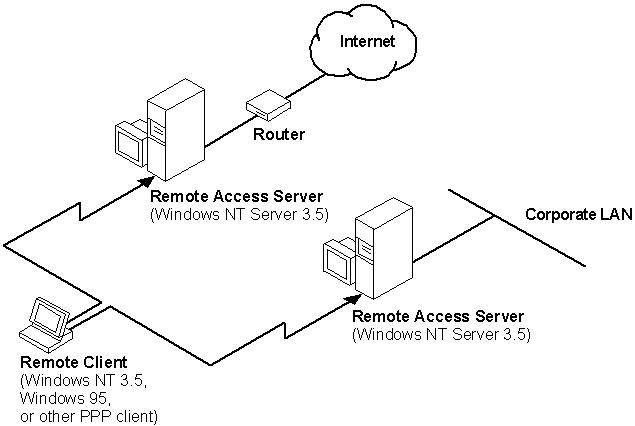 Internet
Router
Remote Access Server
(Windows NT Server 3.5)
Corporate LAN
Remote Access Server
(Windows NT Server 3.5)
Remote Client
(Windows NT 3.5,
Windows 95,
or other PPP client)